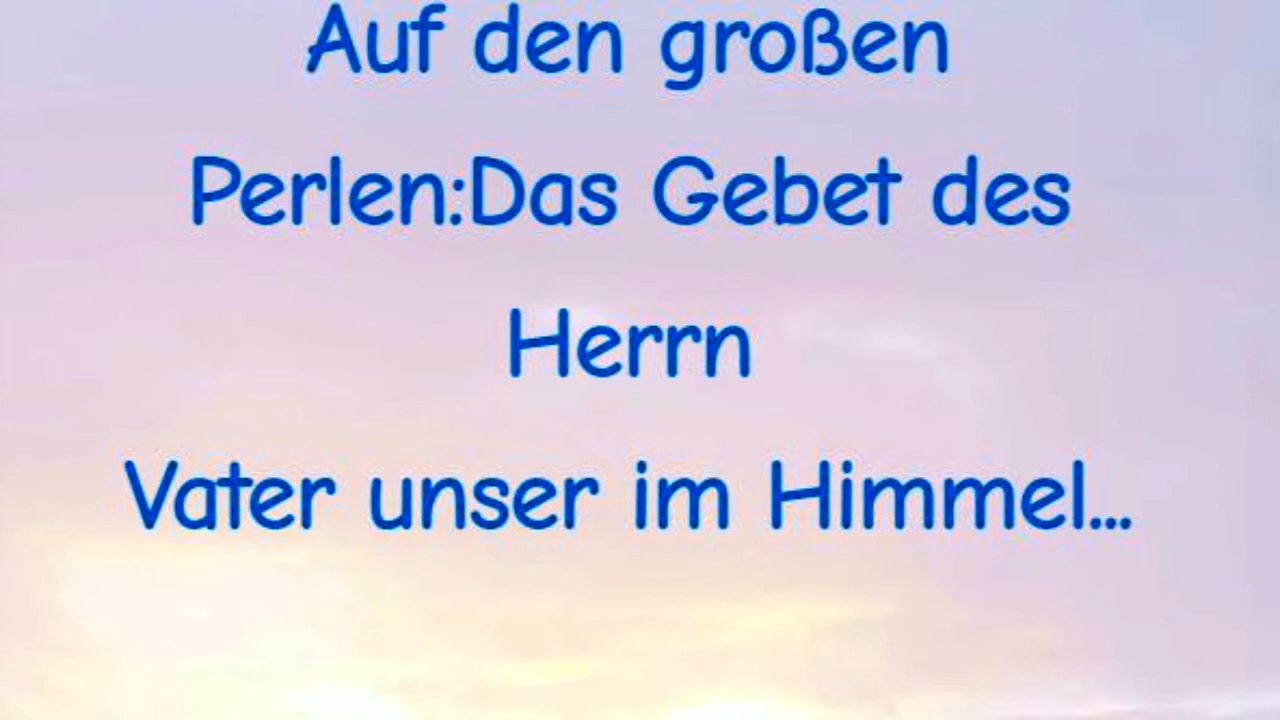 Auf den großen
Perlen:Das Gebet des
Herrn
Vater unser im Himmel...